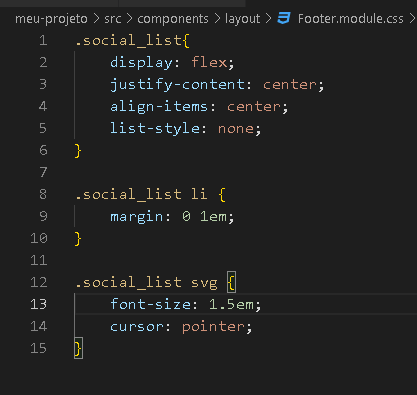 meu-projeto > src > components > layout > Footer.module.css >
1 .social_list{
2 display: flex;
3 justify-content: center;
4 align-items: center;
5 list-style: none;
6 }
7
8 .social_list li {
9 margin: 0 1em;
10 }
11
12 .social_list svg {
13 font-size: 1.5em;
14 cursor: pointer;
15 }